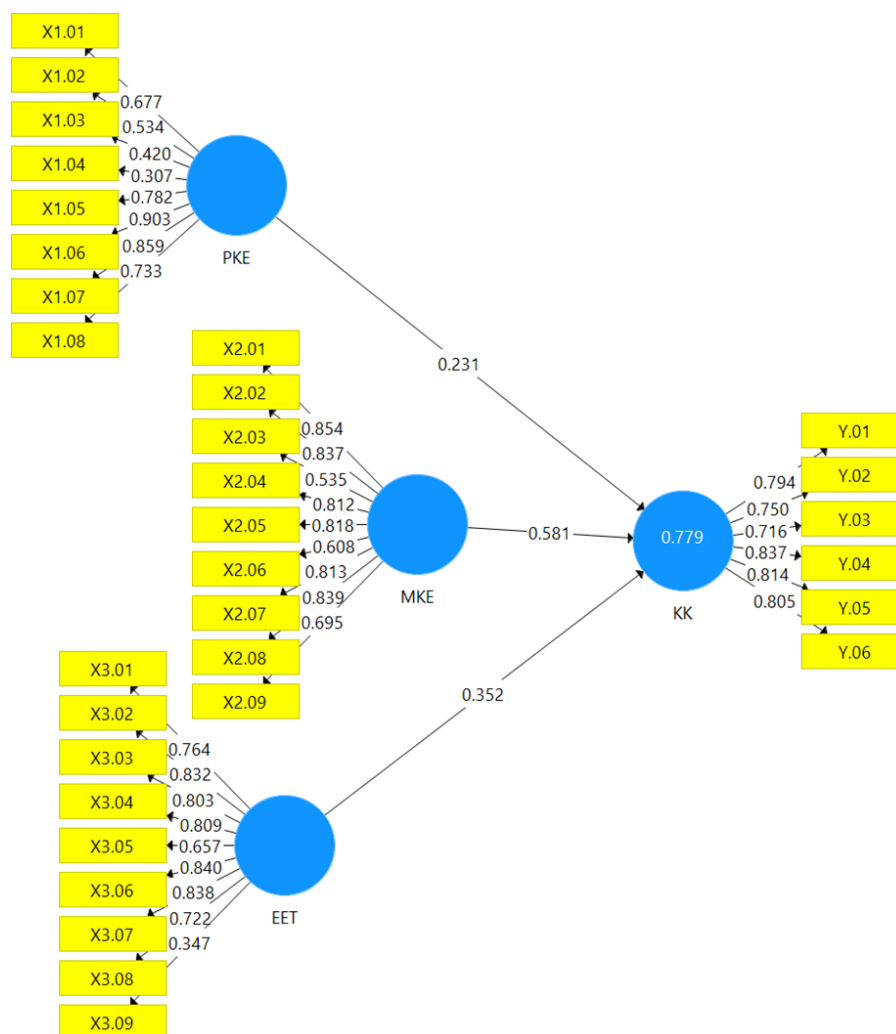 X1.01
X1.02
X1.03
X1.04
X1.05
X1.06
X1.07
X1.08
0.677
0.534
0.420
0.307
0.782
0.903
0.859
0.733
PKE
0.231
X2.01
X2.02
X2.03
X2.04
X2.05
X2.06
X2.07
X2.08
X2.09
0.854
0.837
0.535
0.812
0.818
0.608
0.813
0.839
0.695
MKE
0.581
X3.01
X3.02
X3.03
X3.04
X3.05
X3.06
X3.07
X3.08
X3.09
0.764
0.832
0.803
0.809
0.657
0.840
0.838
0.722
0.347
EET
0.352
0.779
KK
0.794
0.750
0.716
0.837
0.814
0.805
Y.01
Y.02
Y.03
Y.04
Y.05
Y.06